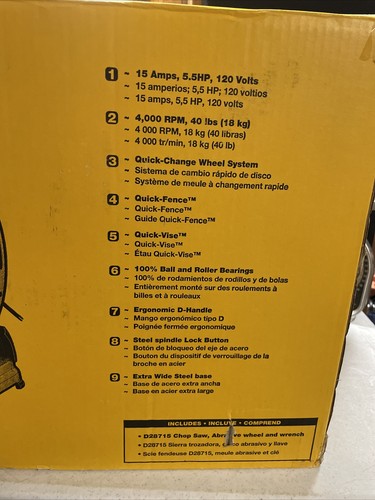 1 ~ 15 Amps, 5.5HP, 120 Volts
~ 15 amperios; 5,5 HP; 120 voltios
~ 15 amps, 5,5 HP, 120 volts
2 ~ 4,000 RPM, 40 lbs (18 kg)
~ 4 000 RPM, 18 kg (40 libras)
~ 4 000 tr/min, 18 kg (40 lb)
3 ~ Quick-Change Wheel System
~ Sistema de cambio rápido de disco
~ Système de meule à changement rapide
4 ~ Quick-Fence™
~ Quick-Fence™
~ Guide Quick-Fence™
5 ~ Quick-Vise™
~ Quick-Vise™
~ Étau Quick-Vise™
6 ~ 100% Ball and Roller Bearings
~ 100% de rodamientos de rodillos y de bolas
~ Entièrement monté sur des roulements à
billes et à rouleaux
7 ~ Ergonomic D-Handle
~ Mango ergonómico tipo D
~ Poignée fermée ergonomique
8 ~ Steel spindle Lock Button
~ Botón de bloqueo del eje de acero
~ Bouton du dispositif de verrouillage de la
broche en acier
9 ~ Extra Wide Steel base
~ Base de acero extra ancha
~ Base en acier extra large
INCLUDES • INCLUYE • COMPREND
• D28715 Chop Saw, Abrasive wheel and wrench
• D28715 Sierra trozadora, disco abrasivo y llave
• Scie fendeuse D28715, meule abrasive et clé